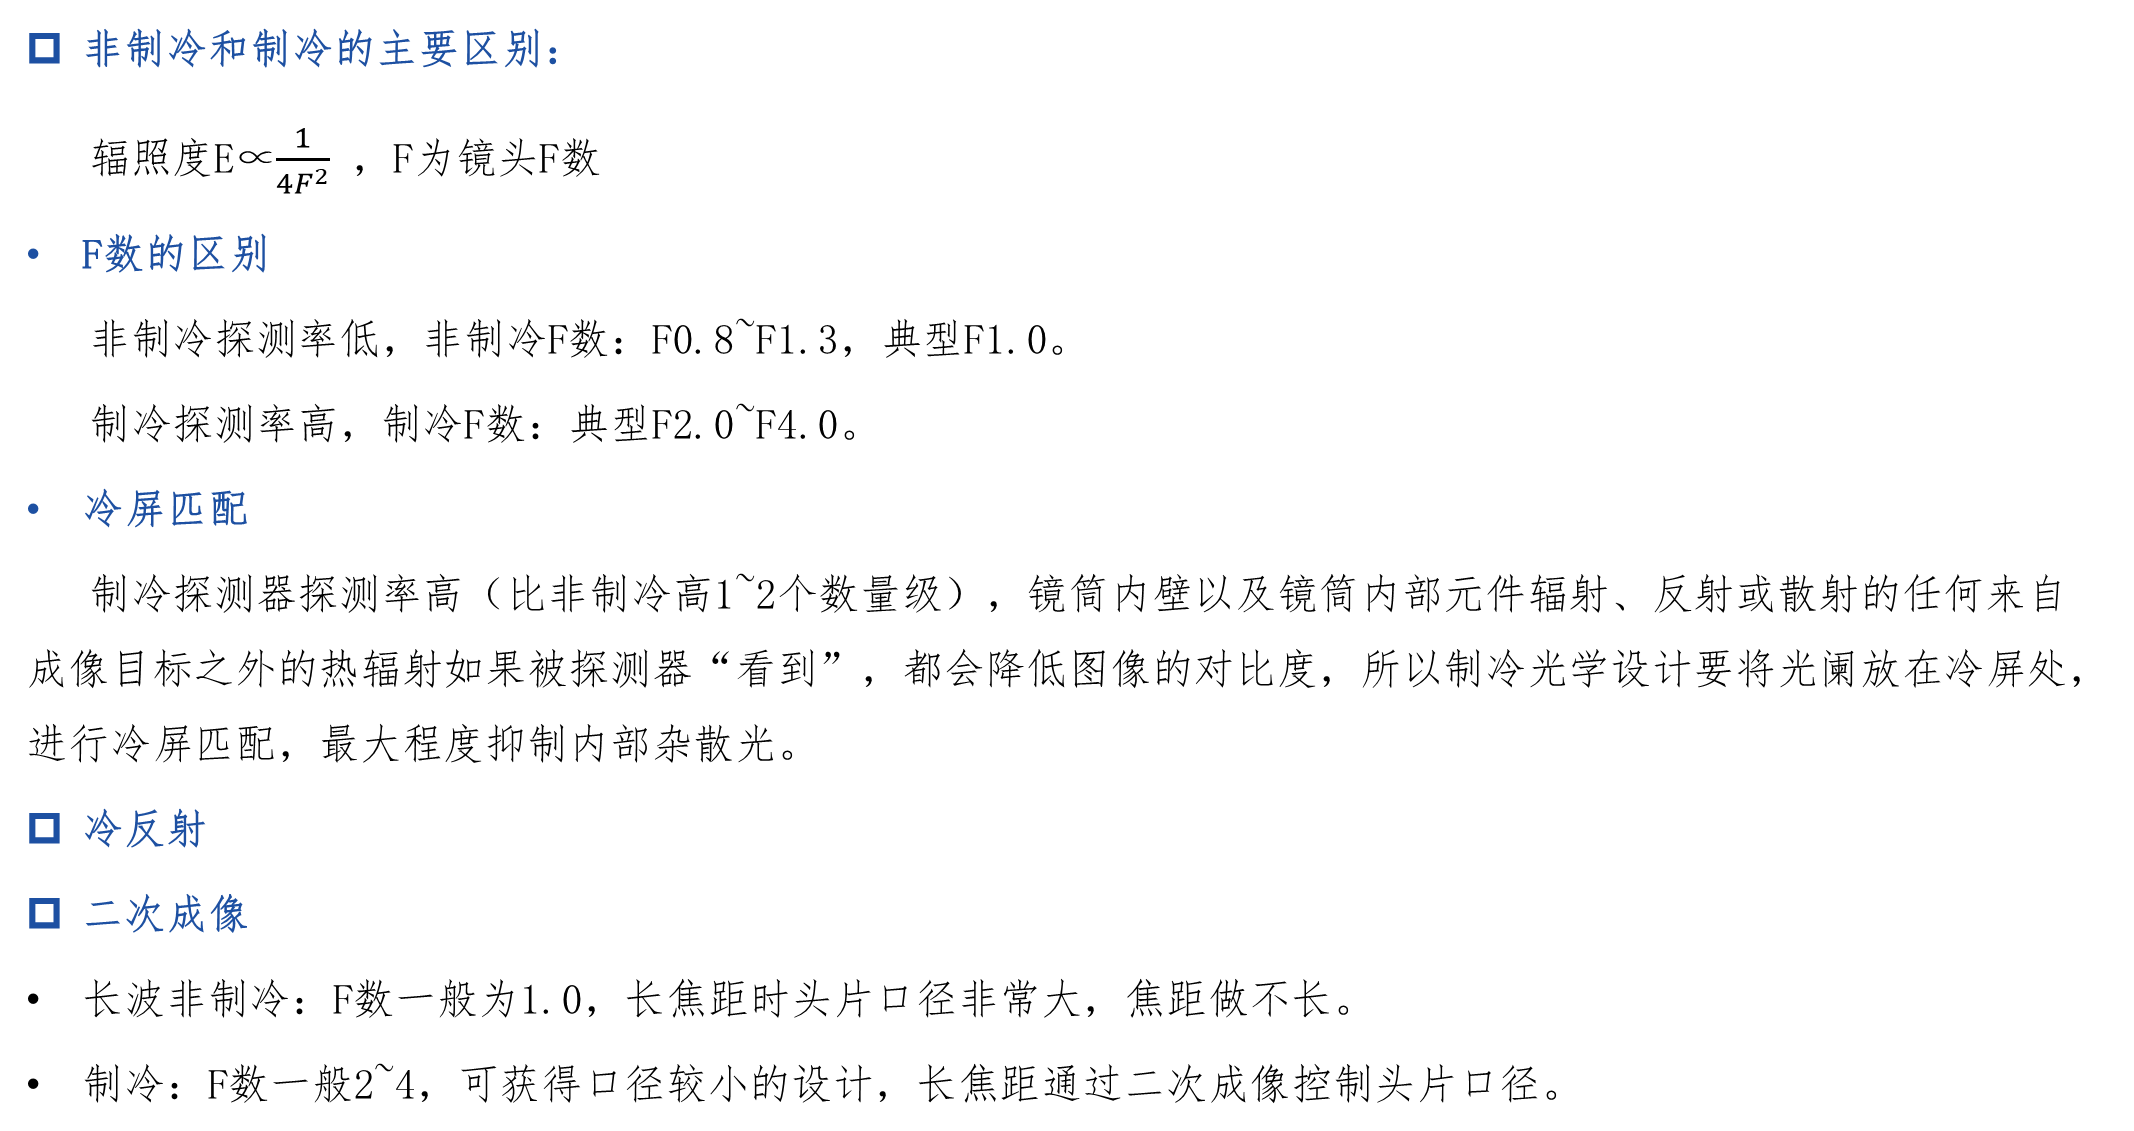 非制冷和制冷的主要区别：
辐照度E∝1/4F²，F为镜头F数
• F数的区别
非制冷探测率低，非制冷F数：F0.8~F1.3，典型F1.0。
制冷探测率高，制冷F数：典型F2.0~F4.0。
• 冷屏匹配
制冷探测器探测率高（比非制冷高1~2个数量级），镜筒内壁以及镜筒内部元件辐射、反射或散射的任何来自
成像目标之外的热辐射如果被探测器“看到”，都会降低图像的对比度，所以制冷光学设计要将光阑放在冷屏处，
进行冷屏匹配，最大程度抑制内部杂散光。
冷反射
二次成像
• 长波非制冷：F数一般为1.0，长焦距时头片口径非常大，焦距做不长。
• 制冷：F数一般2~4，可获得口径较小的设计，长焦距通过二次成像控制头片口径。